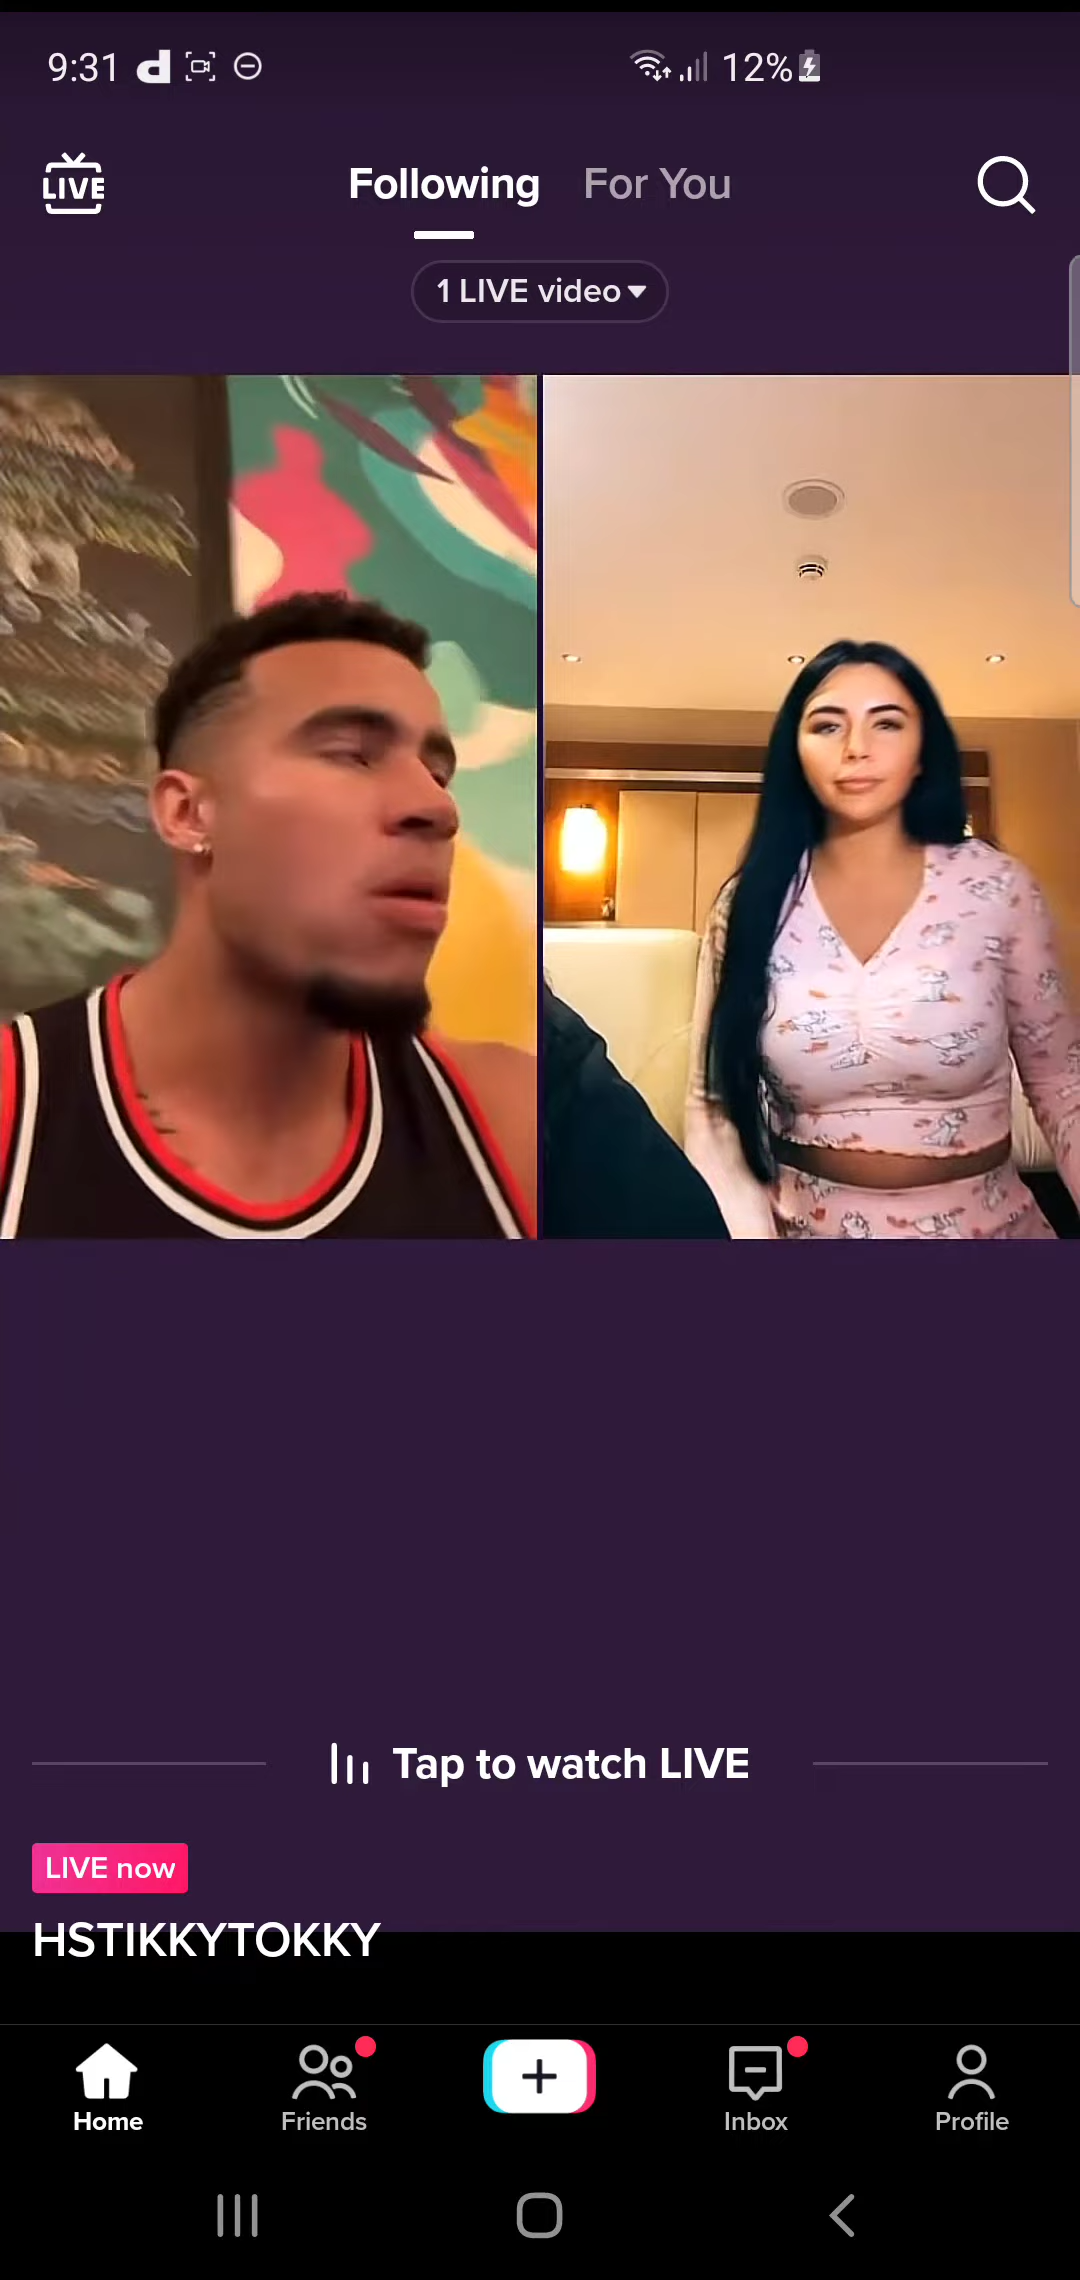 9:31
12%
LIVE
Following For You
1 LIVE video
Tap to watch LIVE
LIVE now
HSTIKKYTOKKY
Home Friends Inbox Profile